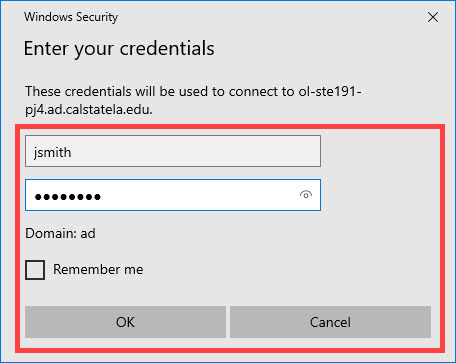 Windows Security
Enter your credentials
These credentials will be used to connect to ol-ste191-
pj4.ad.calstatela.edu.
jsmith
●●●●●●●●
Domain: ad
Remember me
OK
Cancel